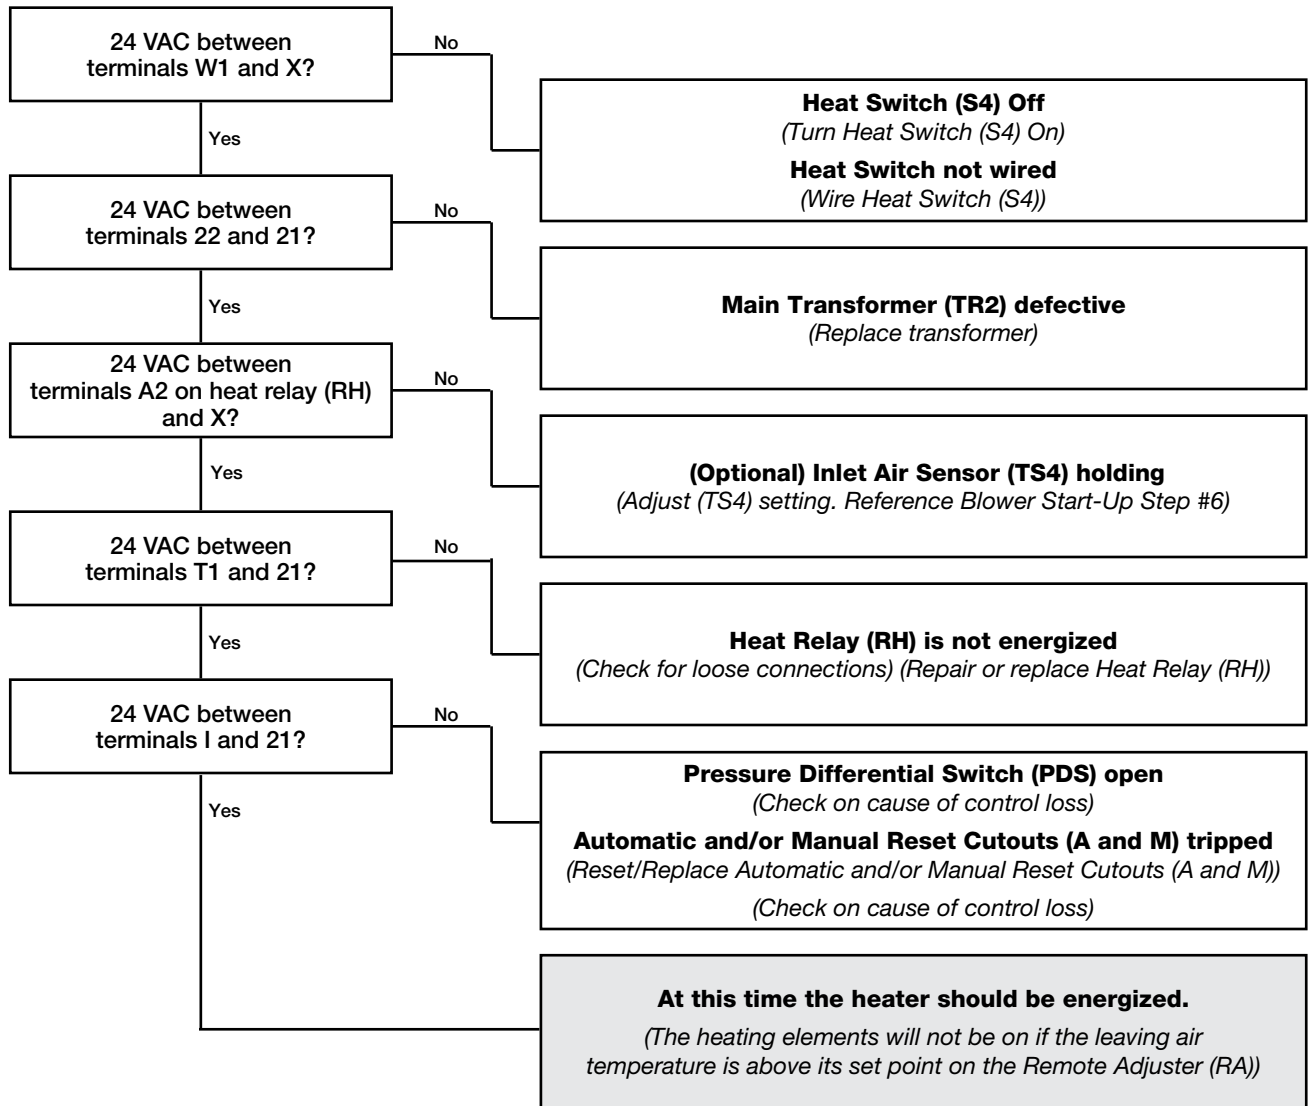 24 VAC between
terminals W1 and X?
No
Heat Switch (S4) Off
(Turn Heat Switch (S4) On)
Heat Switch not wired
(Wire Heat Switch (S4))
Yes
24 VAC between
terminals 22 and 21?
No
Main Transformer (TR2) defective
(Replace transformer)
Yes
24 VAC between
terminals A2 on heat relay (RH)
and X?
No
(Optional) Inlet Air Sensor (TS4) holding
(Adjust (TS4) setting. Reference Blower Start-Up Step #6)
Yes
24 VAC between
terminals T1 and 21?
No
Heat Relay (RH) is not energized
(Check for loose connections) (Repair or replace Heat Relay (RH))
Yes
24 VAC between
terminals I and 21?
No
Pressure Differential Switch (PDS) open
(Check on cause of control loss)
Automatic and/or Manual Reset Cutouts (A and M) tripped
(Reset/Replace Automatic and/or Manual Reset Cutouts (A and M))
(Check on cause of control loss)
Yes
At this time the heater should be energized.
(The heating elements will not be on if the leaving air
temperature is above its set point on the Remote Adjuster (RA))